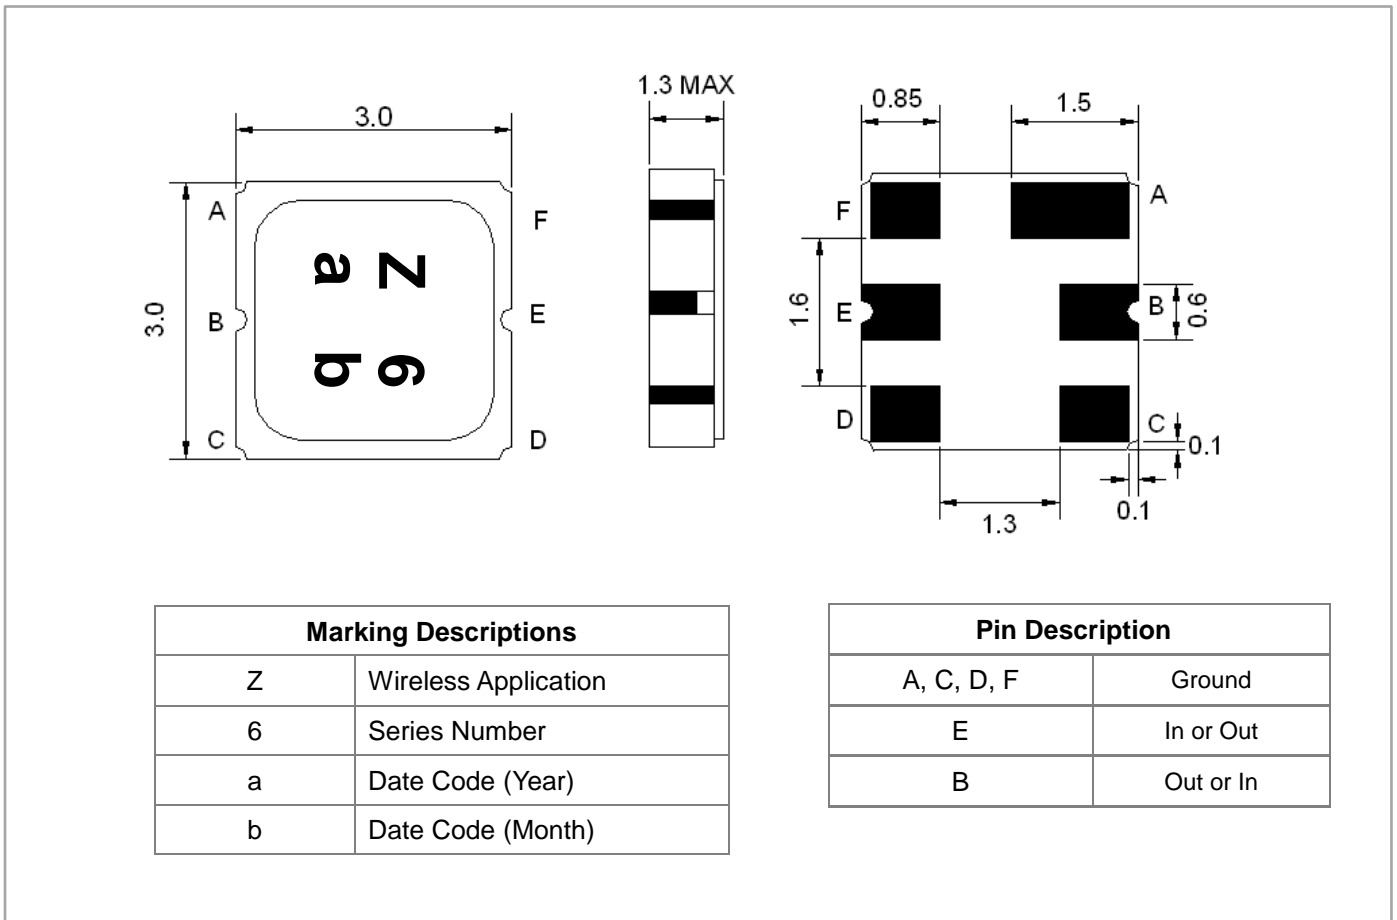 1.3 MAX
0.85
1.5
3.0
A
F
F
A
Z
a
3.0
B
E
1.6
E
B
0.6
6
b
C
D
D
C
0.1
0.1
1.3
Marking Descriptions
Z Wireless Application
6 Series Number
a Date Code (Year)
b Date Code (Month)
Pin Description
A, C, D, F Ground
E In or Out
B Out or In